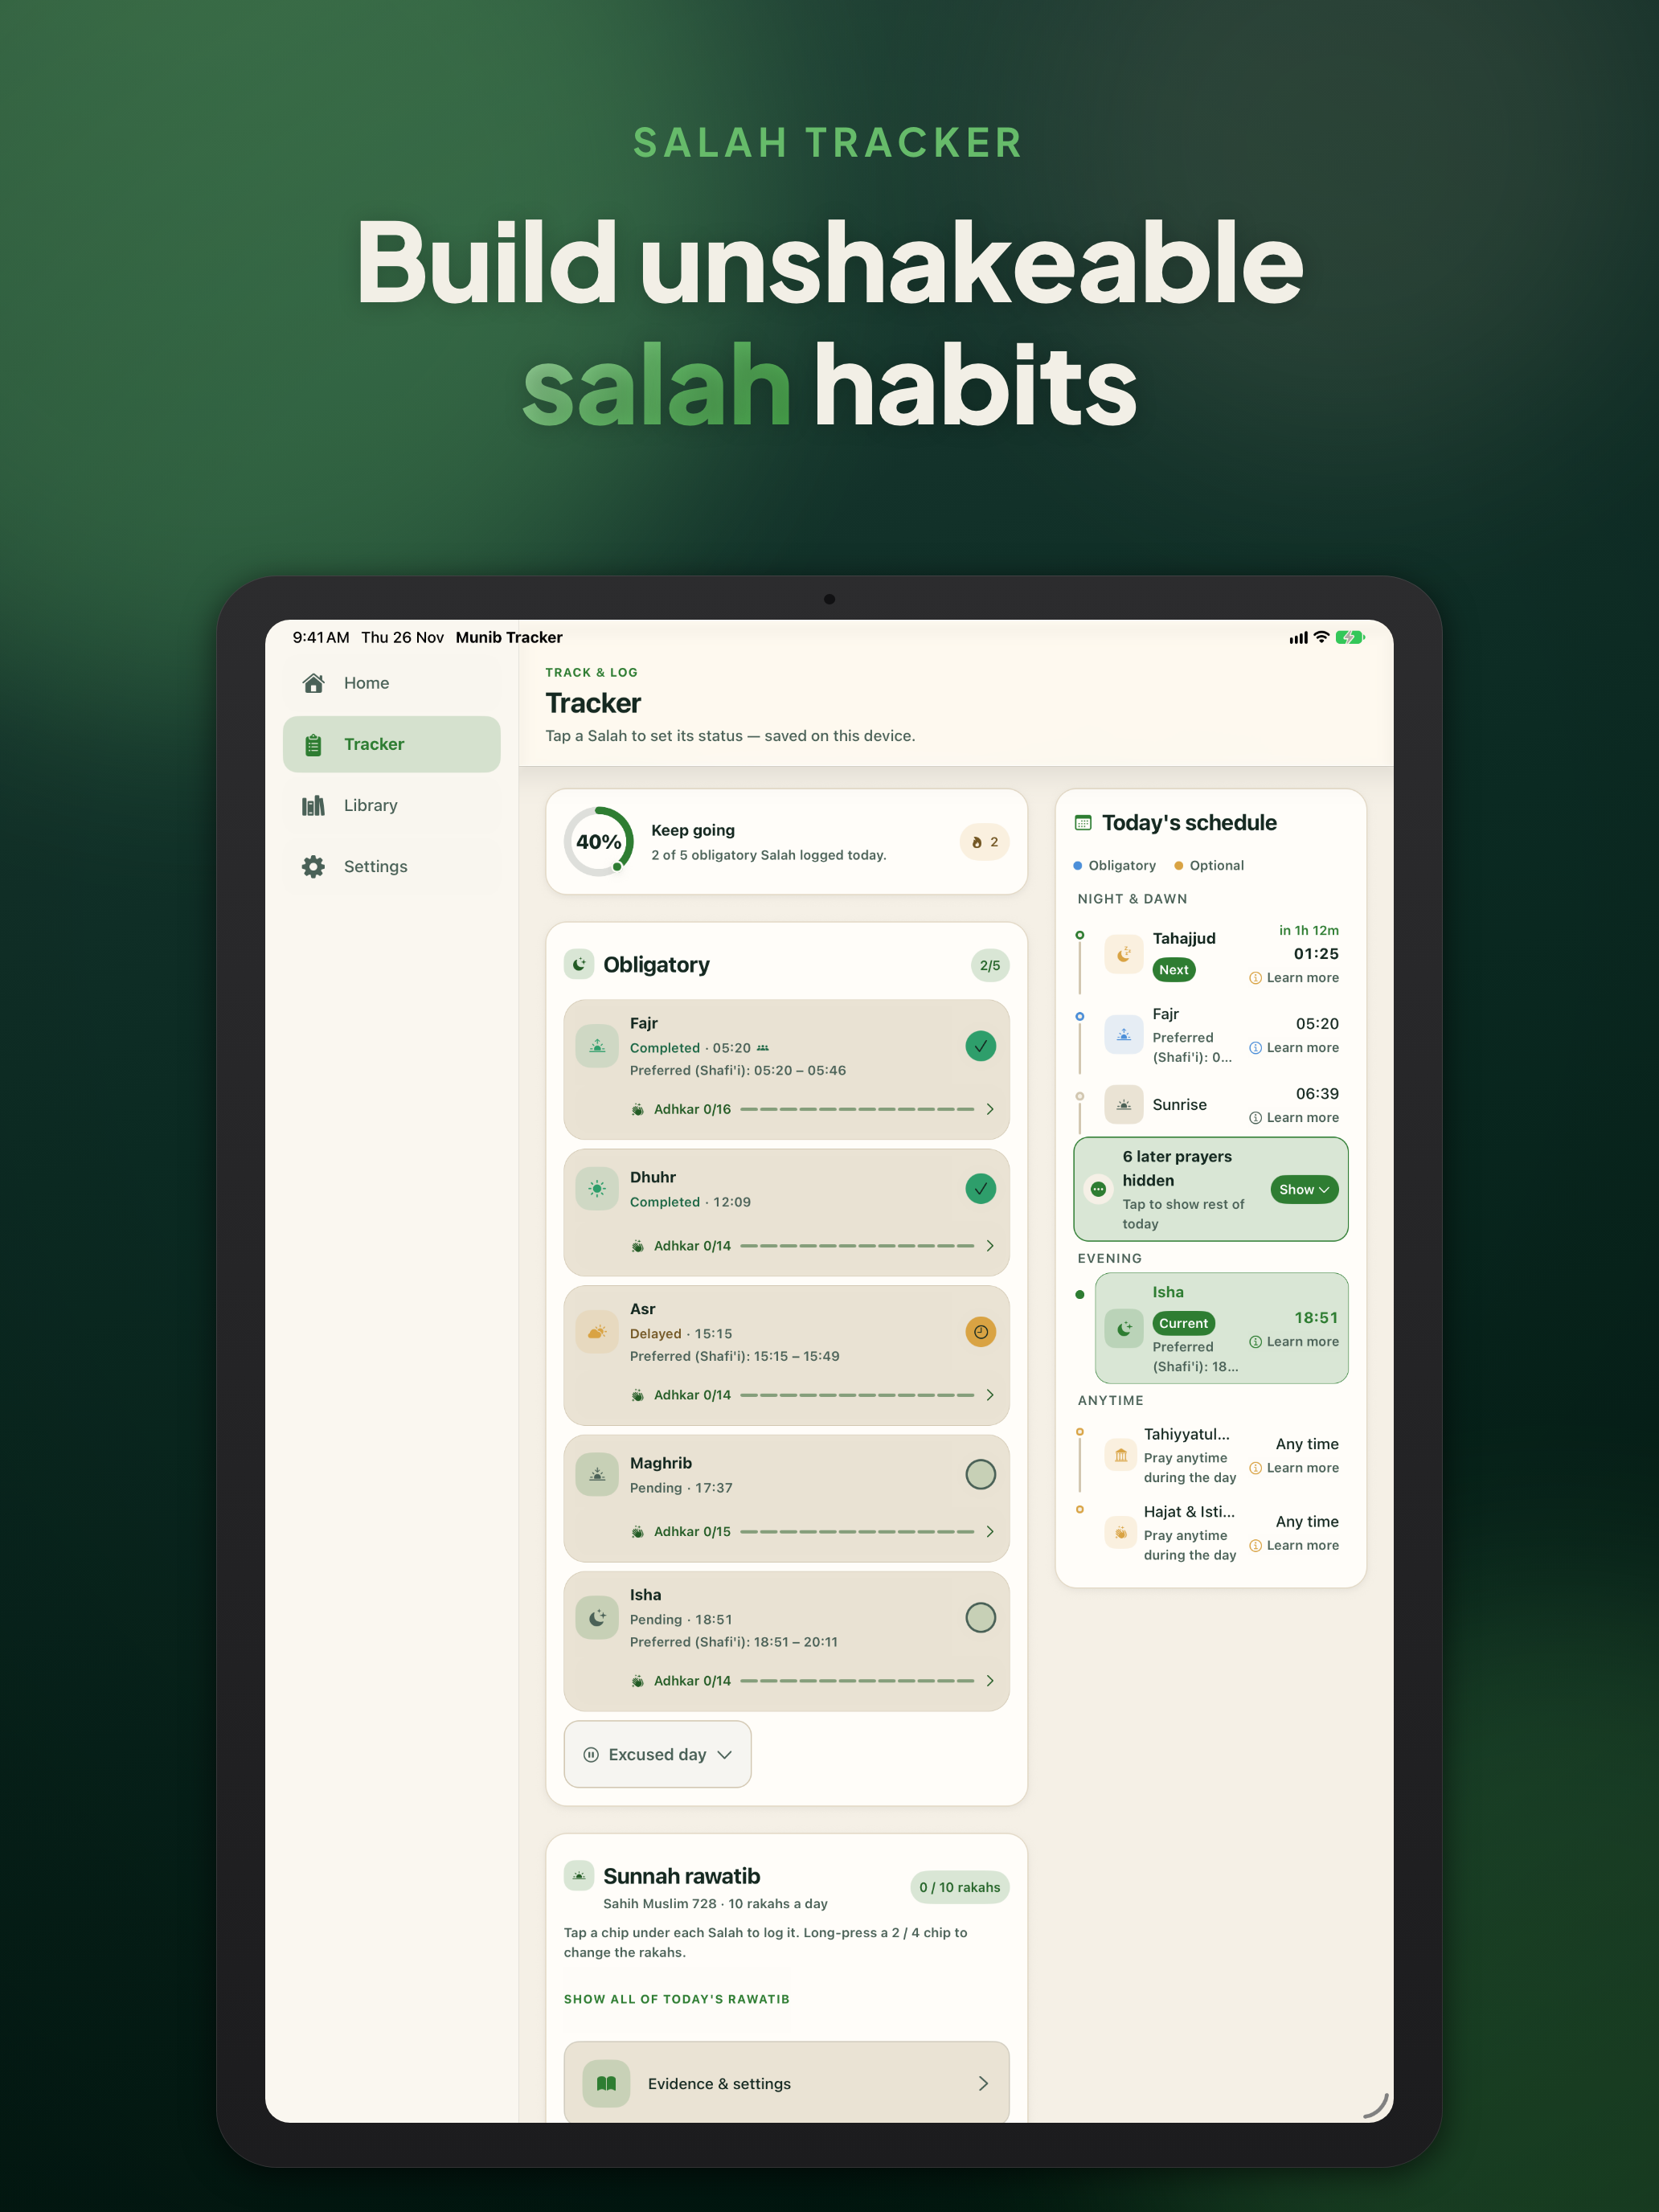 SALAH TRACKER
Build unshakeable
salah habits
9:41 AM Thu 26 Nov Munib Tracker
Home
Tracker
Library
Settings
TRACK & LOG
Tracker
Tap a Salah to set its status — saved on this device.
40%
Keep going
2 of 5 obligatory Salah logged today.
2
Obligatory
2/5
Fajr
Completed · 05:20
Preferred (Shafi'i): 05:20 – 05:46
Adhkar 0/16
Dhuhr
Completed · 12:09
Adhkar 0/14
Asr
Delayed · 15:15
Preferred (Shafi'i): 15:15 – 15:49
Adhkar 0/14
Maghrib
Pending · 17:37
Adhkar 0/15
Isha
Pending · 18:51
Preferred (Shafi'i): 18:51 – 20:11
Adhkar 0/14
Excused day
Sunnah rawatib
Sahih Muslim 728 · 10 rakahs a day
0 / 10 rakahs
Tap a chip under each Salah to log it. Long-press a 2 / 4 chip to
change the rakahs.
SHOW ALL OF TODAY'S RAWATIB
Evidence & settings
Today's schedule
Obligatory Optional
NIGHT & DAWN
Tahajjud
Next
in 1h 12m
01:25
Learn more
Fajr
Preferred
(Shafi'i): 0...
05:20
Learn more
Sunrise
06:39
Learn more
6 later prayers
hidden
Tap to show rest of
today
Show
EVENING
Isha
Current
Preferred
(Shafi'i): 18...
18:51
Learn more
ANYTIME
Tahiyyatul...
Pray anytime
during the day
Any time
Learn more
Hajat & Isti...
Pray anytime
during the day
Any time
Learn more